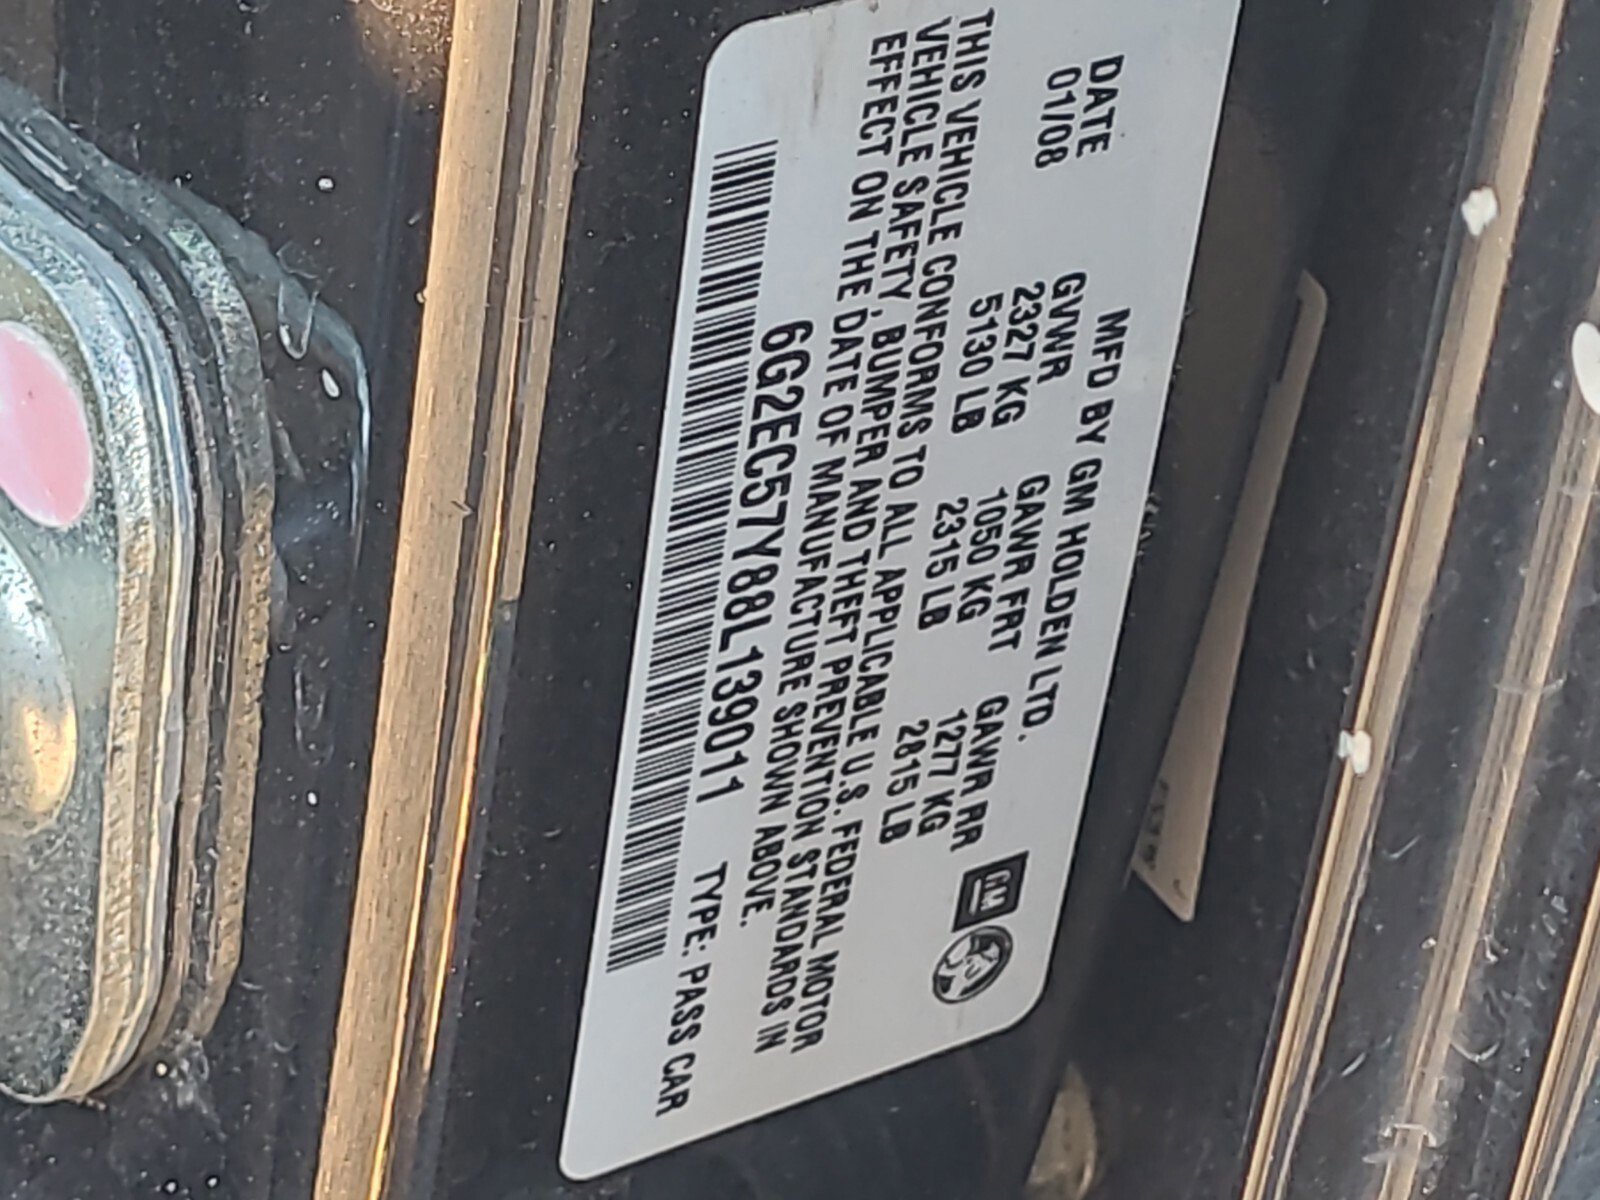 MFD BY GM HOLDEN LTD.
DATE GVWR GAWR FRT GAWR RR
01/08 2327 KG 1050 KG 1277 KG
5130 LB 2315 LB 2815 LB
THIS VEHICLE CONFORMS TO ALL APPLICABLE U.S. FEDERAL MOTOR
VEHICLE SAFETY, BUMPER AND THEFT PREVENTION STANDARDS IN
EFFECT ON THE DATE OF MANUFACTURE SHOWN ABOVE.
6G2EC57Y88L139011 TYPE: PASS CAR
GM